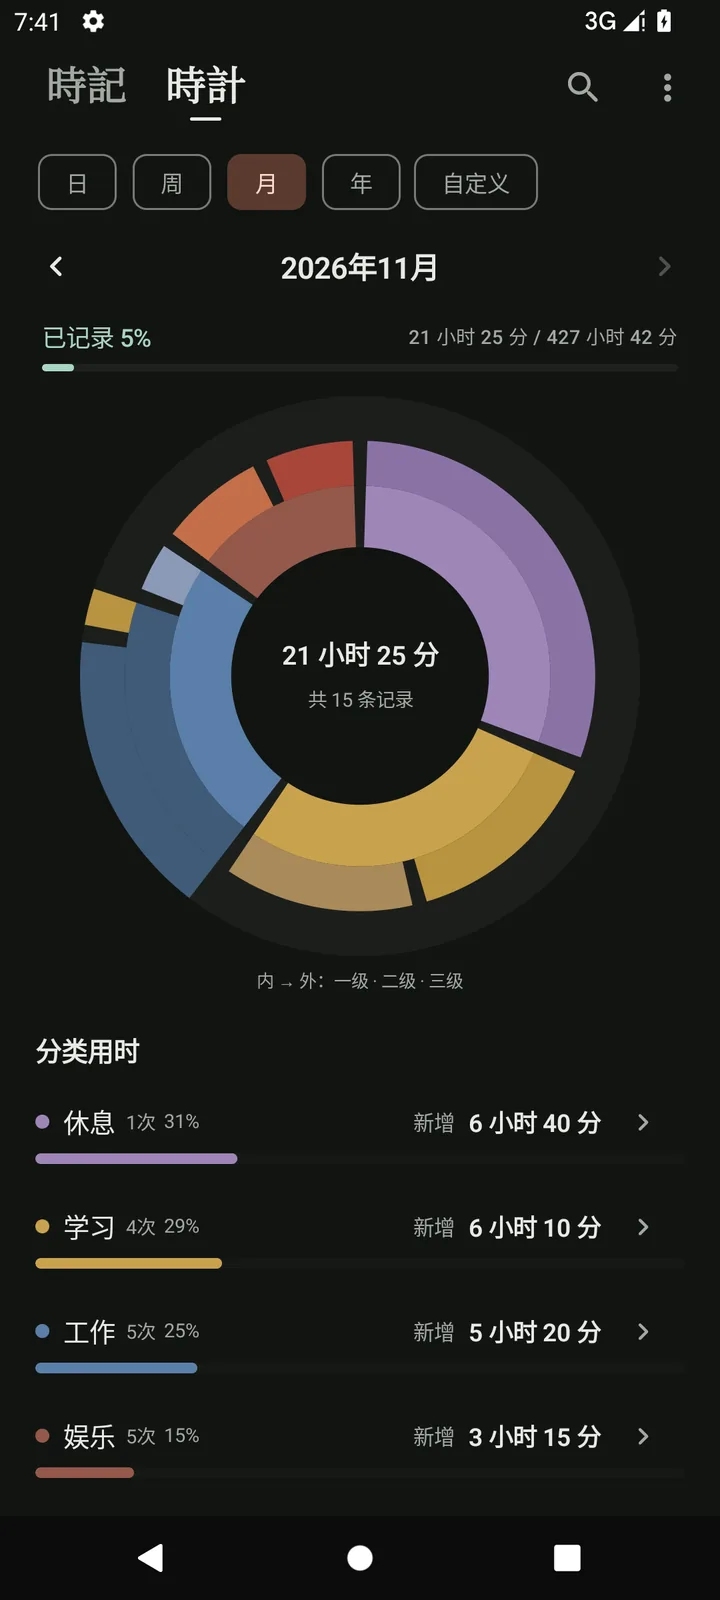 7:41 3G
時記 時計
日 周 月 年 自定义
2026年11月
已记录 5% 21 小时 25 分 / 427 小时 42 分
21 小时 25 分
共 15 条记录
内 → 外：一级 · 二级 · 三级
分类用时
休息 1次 31% 新增 6 小时 40 分
学习 4次 29% 新增 6 小时 10 分
工作 5次 25% 新增 5 小时 20 分
娱乐 5次 15% 新增 3 小时 15 分